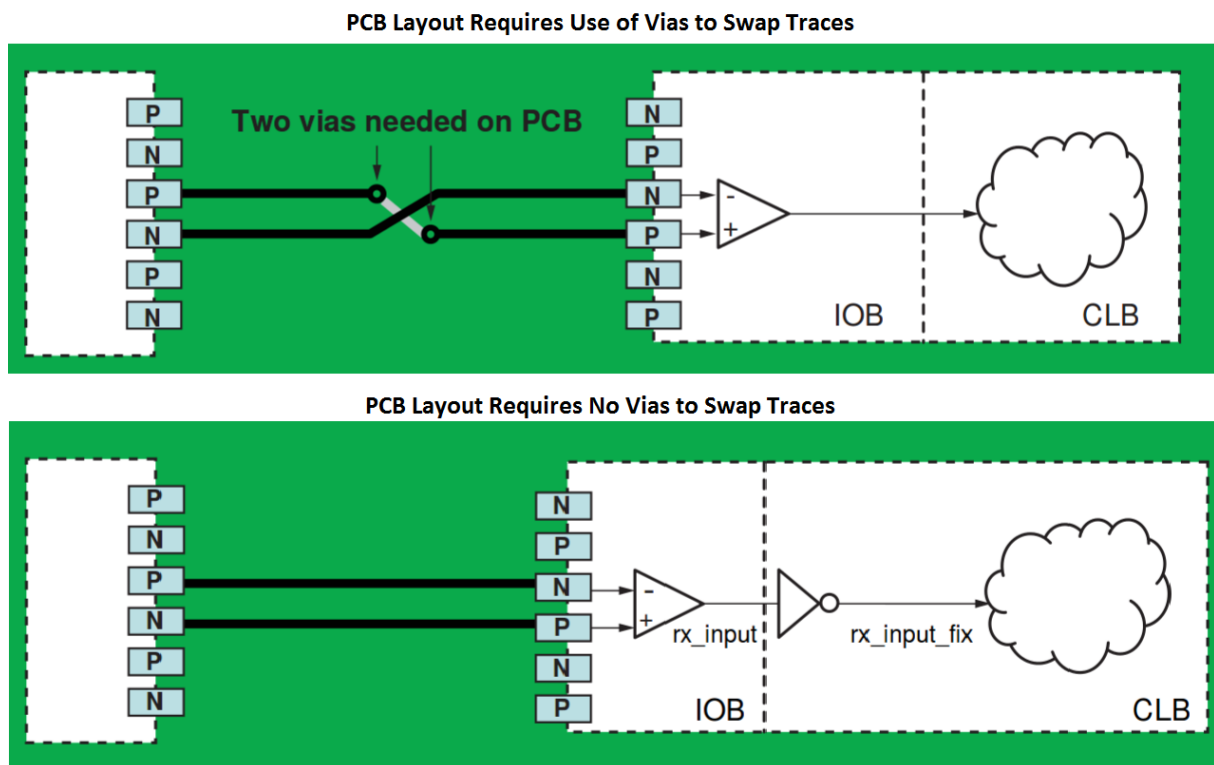 PCB Layout Requires Use of Vias to Swap Traces
P
N
P
N
P
N
Two vias needed on PCB
N
P
N
P
N
P
-
+
IOB
CLB
PCB Layout Requires No Vias to Swap Traces
P
N
P
N
P
N
N
P
N
P
N
P
-
+
rx_input
rx_input_fix
IOB
CLB